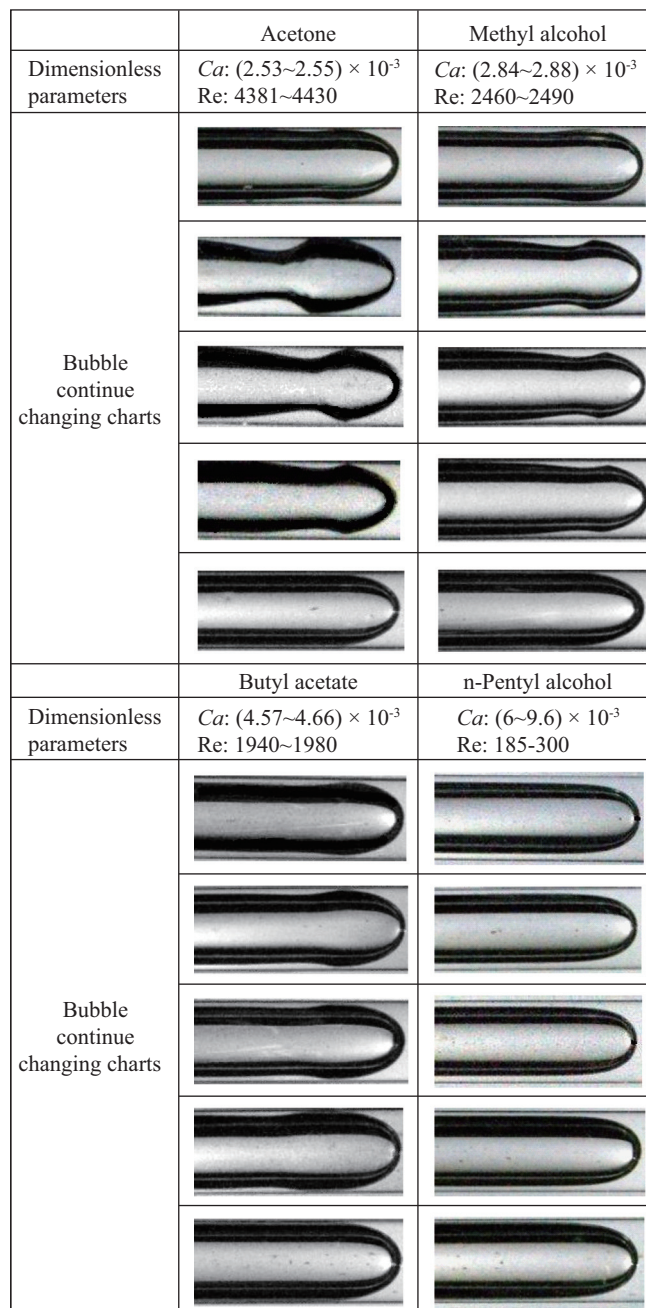 Acetone
Methyl alcohol
Dimensionless
parameters
Ca: (2.53~2.55) × 10-3
Re: 4381~4430
Ca: (2.84~2.88) × 10-3
Re: 2460~2490
Bubble
continue
changing charts
Butyl acetate
n-Pentyl alcohol
Dimensionless
parameters
Ca: (4.57~4.66) × 10-3
Re: 1940~1980
Ca: (6~9.6) × 10-3
Re: 185-300
Bubble
continue
changing charts